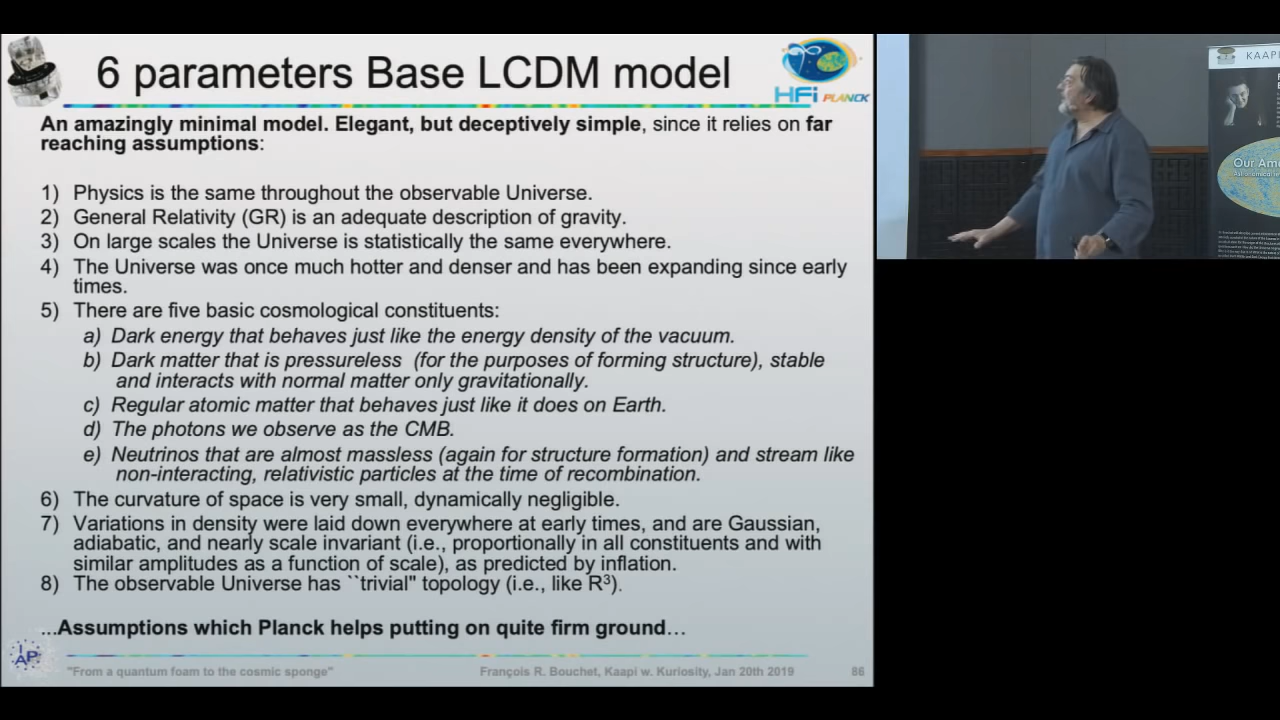 6 parameters Base LCDM model
HFi PLANCK
An amazingly minimal model. Elegant, but deceptively simple, since it relies on far
reaching assumptions:
1) Physics is the same throughout the observable Universe.
2) General Relativity (GR) is an adequate description of gravity.
3) On large scales the Universe is statistically the same everywhere.
4) The Universe was once much hotter and denser and has been expanding since early
times.
5) There are five basic cosmological constituents:
a) Dark energy that behaves just like the energy density of the vacuum.
b) Dark matter that is pressureless (for the purposes of forming structure), stable
and interacts with normal matter only gravitationally.
c) Regular atomic matter that behaves just like it does on Earth.
d) The photons we observe as the CMB.
e) Neutrinos that are almost massless (again for structure formation) and stream like
non-interacting, relativistic particles at the time of recombination.
6) The curvature of space is very small, dynamically negligible.
7) Variations in density were laid down everywhere at early times, and are Gaussian,
adiabatic, and nearly scale invariant (i.e., proportionally in all constituents and with
similar amplitudes as a function of scale), as predicted by inflation.
8) The observable Universe has ``trivial" topology (i.e., like R³).
...Assumptions which Planck helps putting on quite firm ground…
IAP
"From a quantum foam to the cosmic sponge"
François R. Bouchet, Kaapi w. Kuriosity, Jan 20th 2019
86
KAAPI
Our Ame